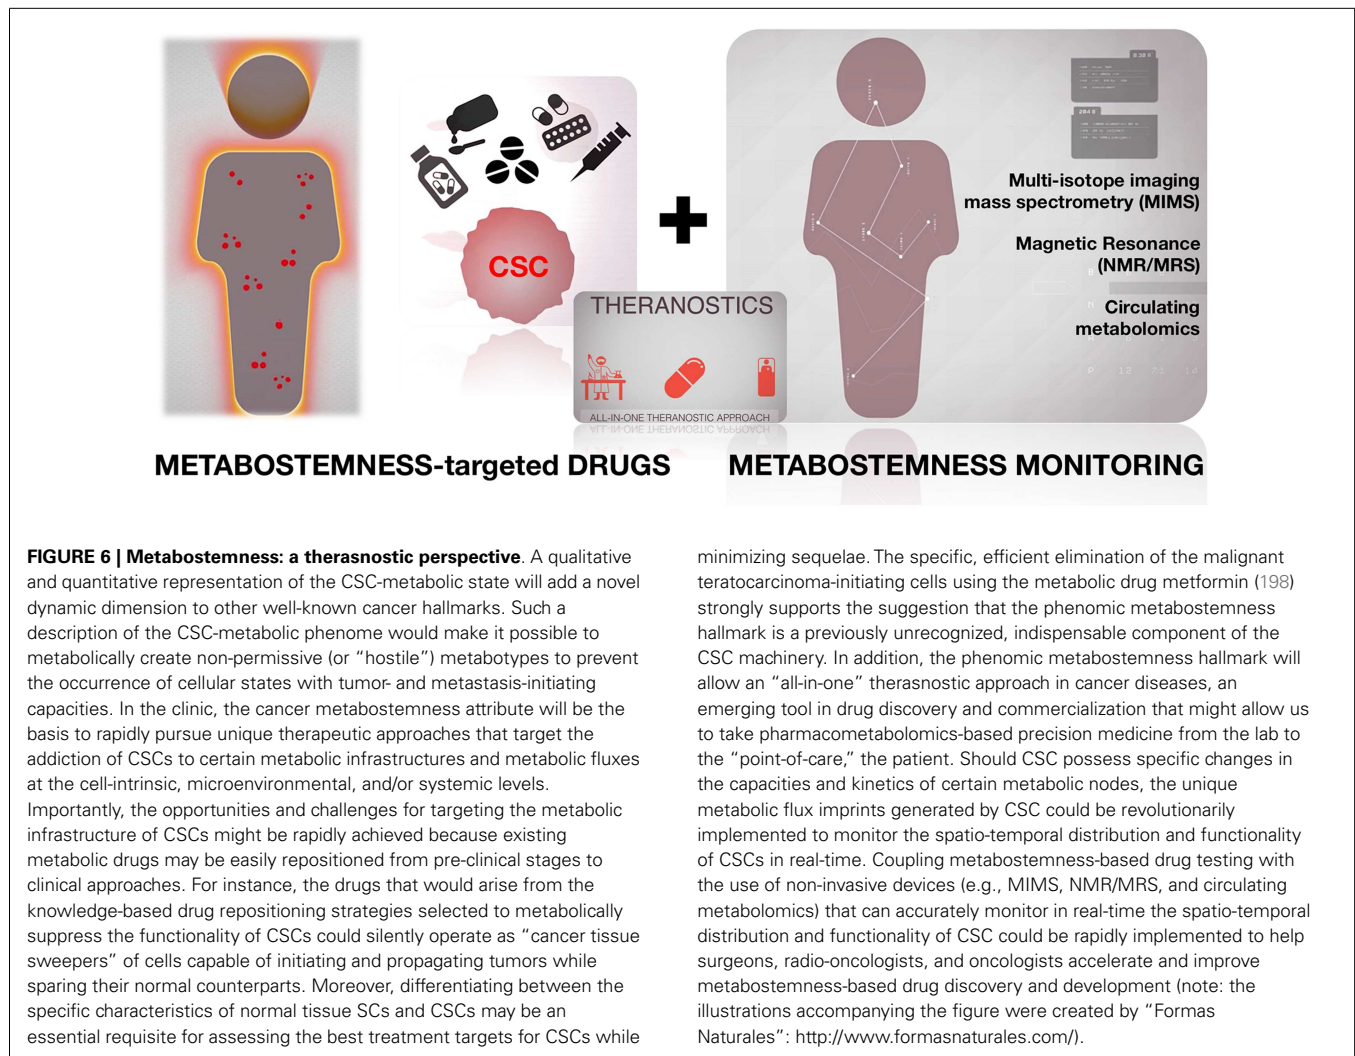 CSC
THERANOSTICS
ALL-IN-ONE THERANOSTIC APPROACH
Multi-isotope imaging
mass spectrometry (MIMS)
Magnetic Resonance
(NMR/MRS)
Circulating
metabolomics
P 12 71 14
METABOSTEMNESS-targeted DRUGS
METABOSTEMNESS MONITORING
FIGURE 6 | Metabostemness: a therasnostic perspective. A qualitative
and quantitative representation of the CSC-metabolic state will add a novel
dynamic dimension to other well-known cancer hallmarks. Such a
description of the CSC-metabolic phenome would make it possible to
metabolically create non-permissive (or “hostile”) metabotypes to prevent
the occurrence of cellular states with tumor- and metastasis-initiating
capacities. In the clinic, the cancer metabostemness attribute will be the
basis to rapidly pursue unique therapeutic approaches that target the
addiction of CSCs to certain metabolic infrastructures and metabolic fluxes
at the cell-intrinsic, microenvironmental, and/or systemic levels.
Importantly, the opportunities and challenges for targeting the metabolic
infrastructure of CSCs might be rapidly achieved because existing
metabolic drugs may be easily repositioned from pre-clinical stages to
clinical approaches. For instance, the drugs that would arise from the
knowledge-based drug repositioning strategies selected to metabolically
suppress the functionality of CSCs could silently operate as “cancer tissue
sweepers” of cells capable of initiating and propagating tumors while
sparing their normal counterparts. Moreover, differentiating between the
specific characteristics of normal tissue SCs and CSCs may be an
essential requisite for assessing the best treatment targets for CSCs while
minimizing sequelae. The specific, efficient elimination of the malignant
teratocarcinoma-initiating cells using the metabolic drug metformin (198)
strongly supports the suggestion that the phenomic metabostemness
hallmark is a previously unrecognized, indispensable component of the
CSC machinery. In addition, the phenomic metabostemness hallmark will
allow an “all-in-one” therasnostic approach in cancer diseases, an
emerging tool in drug discovery and commercialization that might allow us
to take pharmacometabolomics-based precision medicine from the lab to
the “point-of-care,” the patient. Should CSC possess specific changes in
the capacities and kinetics of certain metabolic nodes, the unique
metabolic flux imprints generated by CSC could be revolutionarily
implemented to monitor the spatio-temporal distribution and functionality
of CSCs in real-time. Coupling metabostemness-based drug testing with
the use of non-invasive devices (e.g., MIMS, NMR/MRS, and circulating
metabolomics) that can accurately monitor in real-time the spatio-temporal
distribution and functionality of CSC could be rapidly implemented to help
surgeons, radio-oncologists, and oncologists accelerate and improve
metabostemness-based drug discovery and development (note: the
illustrations accompanying the figure were created by “Formas
Naturales”: http://www.formasnaturales.com/).